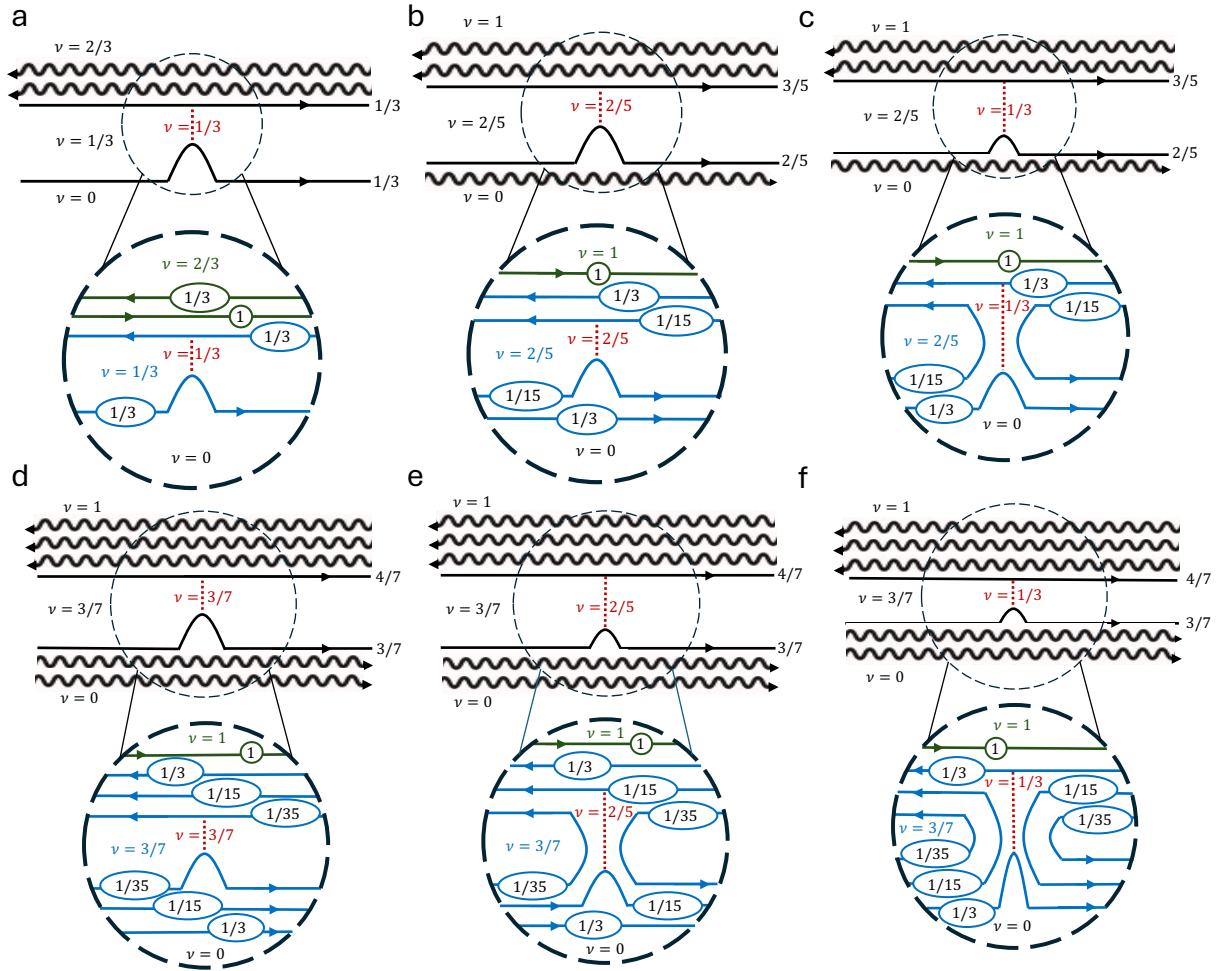 a
ν = 2/3
1/3
ν = 1/3
ν = 1/3
1/3
ν = 0
ν = 2/3
1/3
1
1/3
ν = 1/3
ν = 1/3
1/3
ν = 0
b
ν = 1
3/5
ν = 2/5
ν = 2/5
2/5
ν = 0
ν = 1
1
1/3
1/15
ν = 2/5
ν = 2/5
1/15
1/3
ν = 0
c
ν = 1
3/5
ν = 1/3
ν = 2/5
2/5
ν = 0
ν = 1
1
1/3
ν = 1/3
1/15
ν = 2/5
1/15
1/3
ν = 0
d
ν = 1
4/7
ν = 3/7
ν = 3/7
3/7
ν = 0
ν = 1
1
1/3
1/15
1/35
ν = 3/7
ν = 3/7
1/35
1/15
1/3
ν = 0
e
ν = 1
4/7
ν = 3/7
ν = 2/5
3/7
ν = 0
ν = 1
1
1/3
1/15
ν = 2/5
1/35
ν = 3/7
1/35
1/15
1/3
ν = 0
f
ν = 1
4/7
ν = 3/7
ν = 1/3
3/7
ν = 0
ν = 1
1
1/3
ν = 1/3
1/15
1/35
ν = 3/7
1/35
1/15
1/3
ν = 0